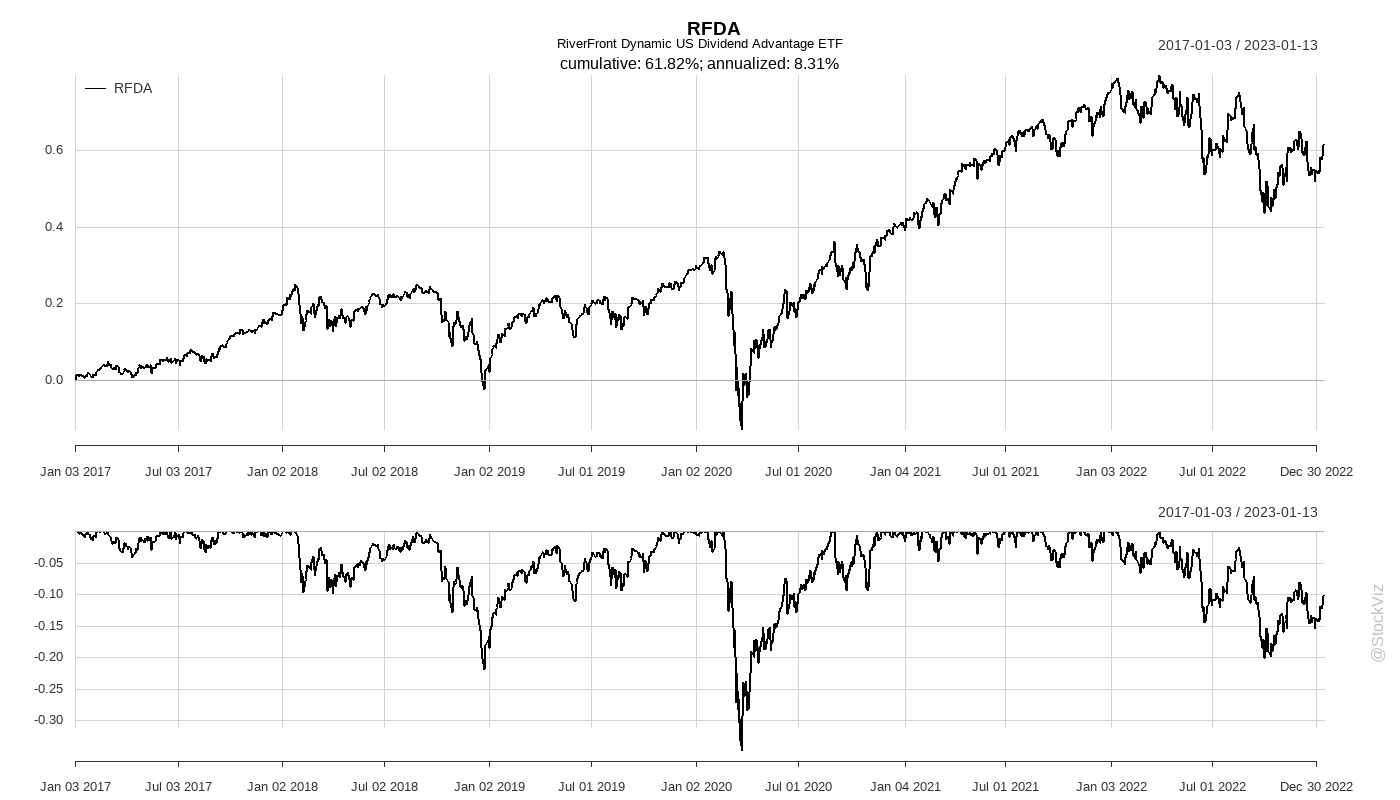 RFDA
RiverFront Dynamic US Dividend Advantage ETF
cumulative: 61.82%; annualized: 8.31%
2017-01-03 / 2023-01-13
RFDA
0.6
0.4
0.2
0.0
Jan 03 2017 Jul 03 2017 Jan 02 2018 Jul 02 2018 Jan 02 2019 Jul 01 2019 Jan 02 2020 Jul 01 2020 Jan 04 2021 Jul 01 2021 Jan 03 2022 Jul 01 2022 Dec 30 2022
2017-01-03 / 2023-01-13
-0.05
-0.10
-0.15
-0.20
-0.25
-0.30
Jan 03 2017 Jul 03 2017 Jan 02 2018 Jul 02 2018 Jan 02 2019 Jul 01 2019 Jan 02 2020 Jul 01 2020 Jan 04 2021 Jul 01 2021 Jan 03 2022 Jul 01 2022 Dec 30 2022
@StockViz